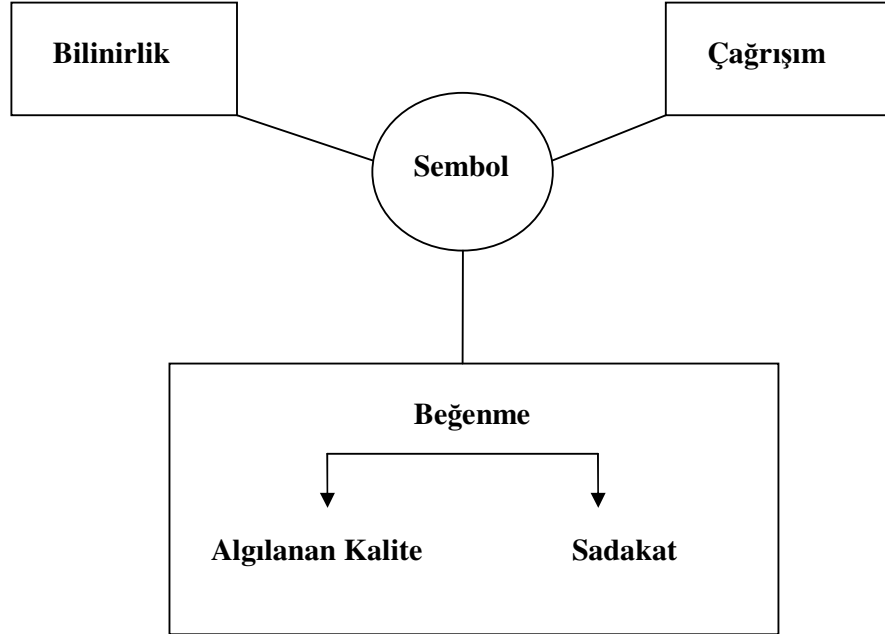 Bilinirlik
Çağrışım
Sembol
Beğenme
Algılanan Kalite
Sadakat